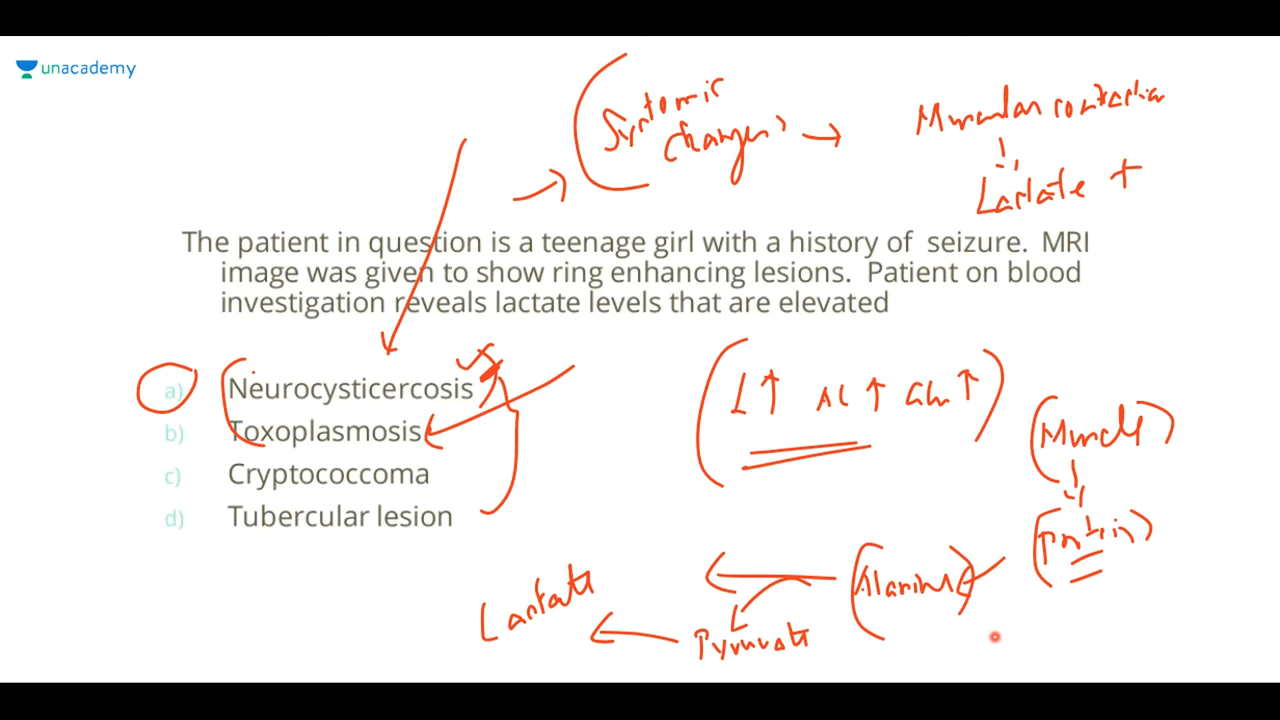 unacademy
Systemic
changes
Muscular contraction
Lactate +
The patient in question is a teenage girl with a history of seizure. MRI
image was given to show ring enhancing lesions. Patient on blood
investigation reveals lactate levels that are elevated
a) Neurocysticercosis
b) Toxoplasmosis
c) Cryptococcoma
d) Tubercular lesion
L↑ AL↑ Glu↑
(Muscle)
(Protein)
(Alanine)
Pyruvate
Lactate